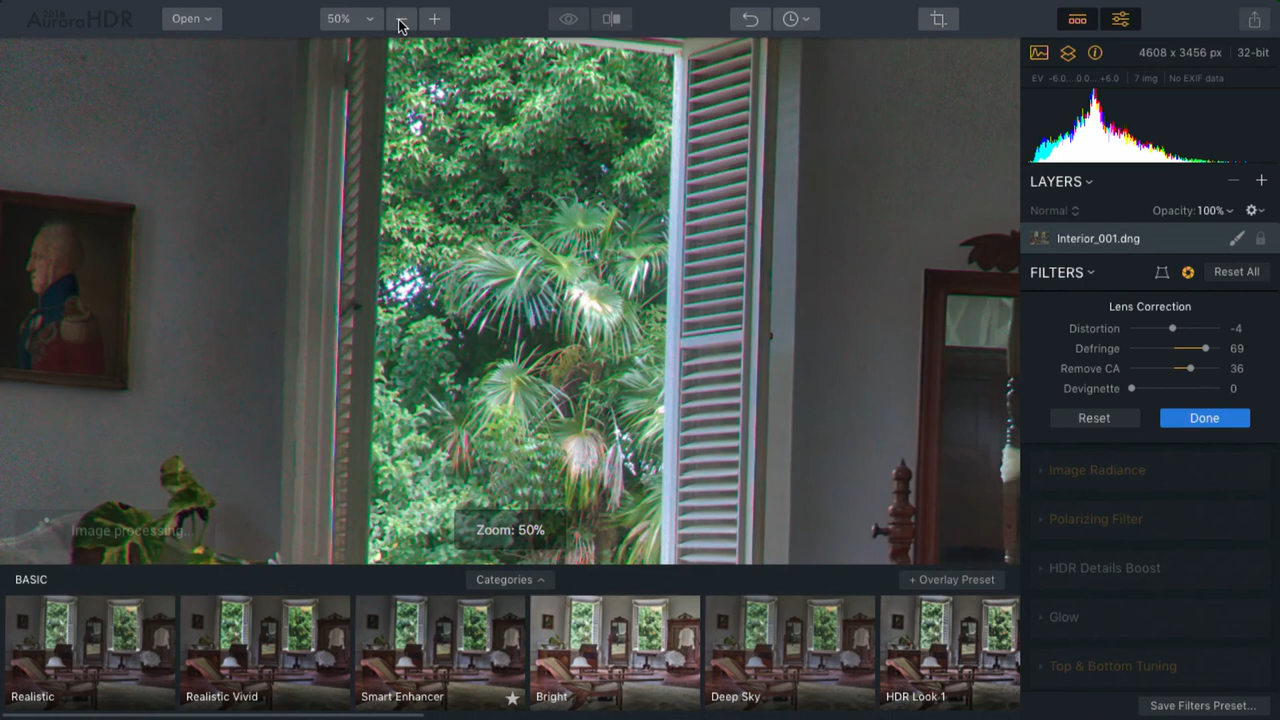 2018
AuroraHDR
Open
50%
4608 x 3456 px
32-bit
EV -6.0...0.0... +6.0
7 img
No EXIF data
LAYERS
Normal
Opacity: 100%
Interior_001.dng
FILTERS
Reset All
Lens Correction
Distortion -4
Defringe 69
Remove CA 36
Devignette 0
Reset
Done
Image Radiance
Polarizing Filter
HDR Details Boost
Glow
Top & Bottom Tuning
Save Filters Preset...
Image processing...
Zoom: 50%
BASIC
Categories
+ Overlay Preset
Realistic
Realistic Vivid
Smart Enhancer
Bright
Deep Sky
HDR Look 1